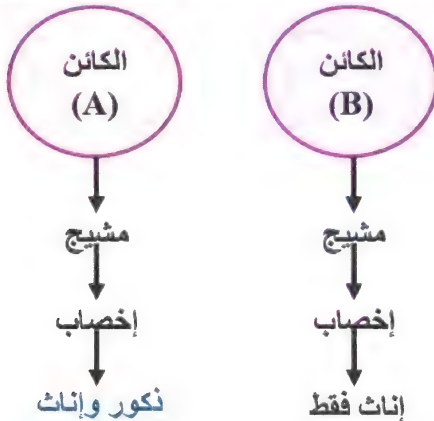 الكائن
(A)
مشيج
إخصاب
ذكور وإناث
الكائن
(B)
مشيج
إخصاب
إناث فقط